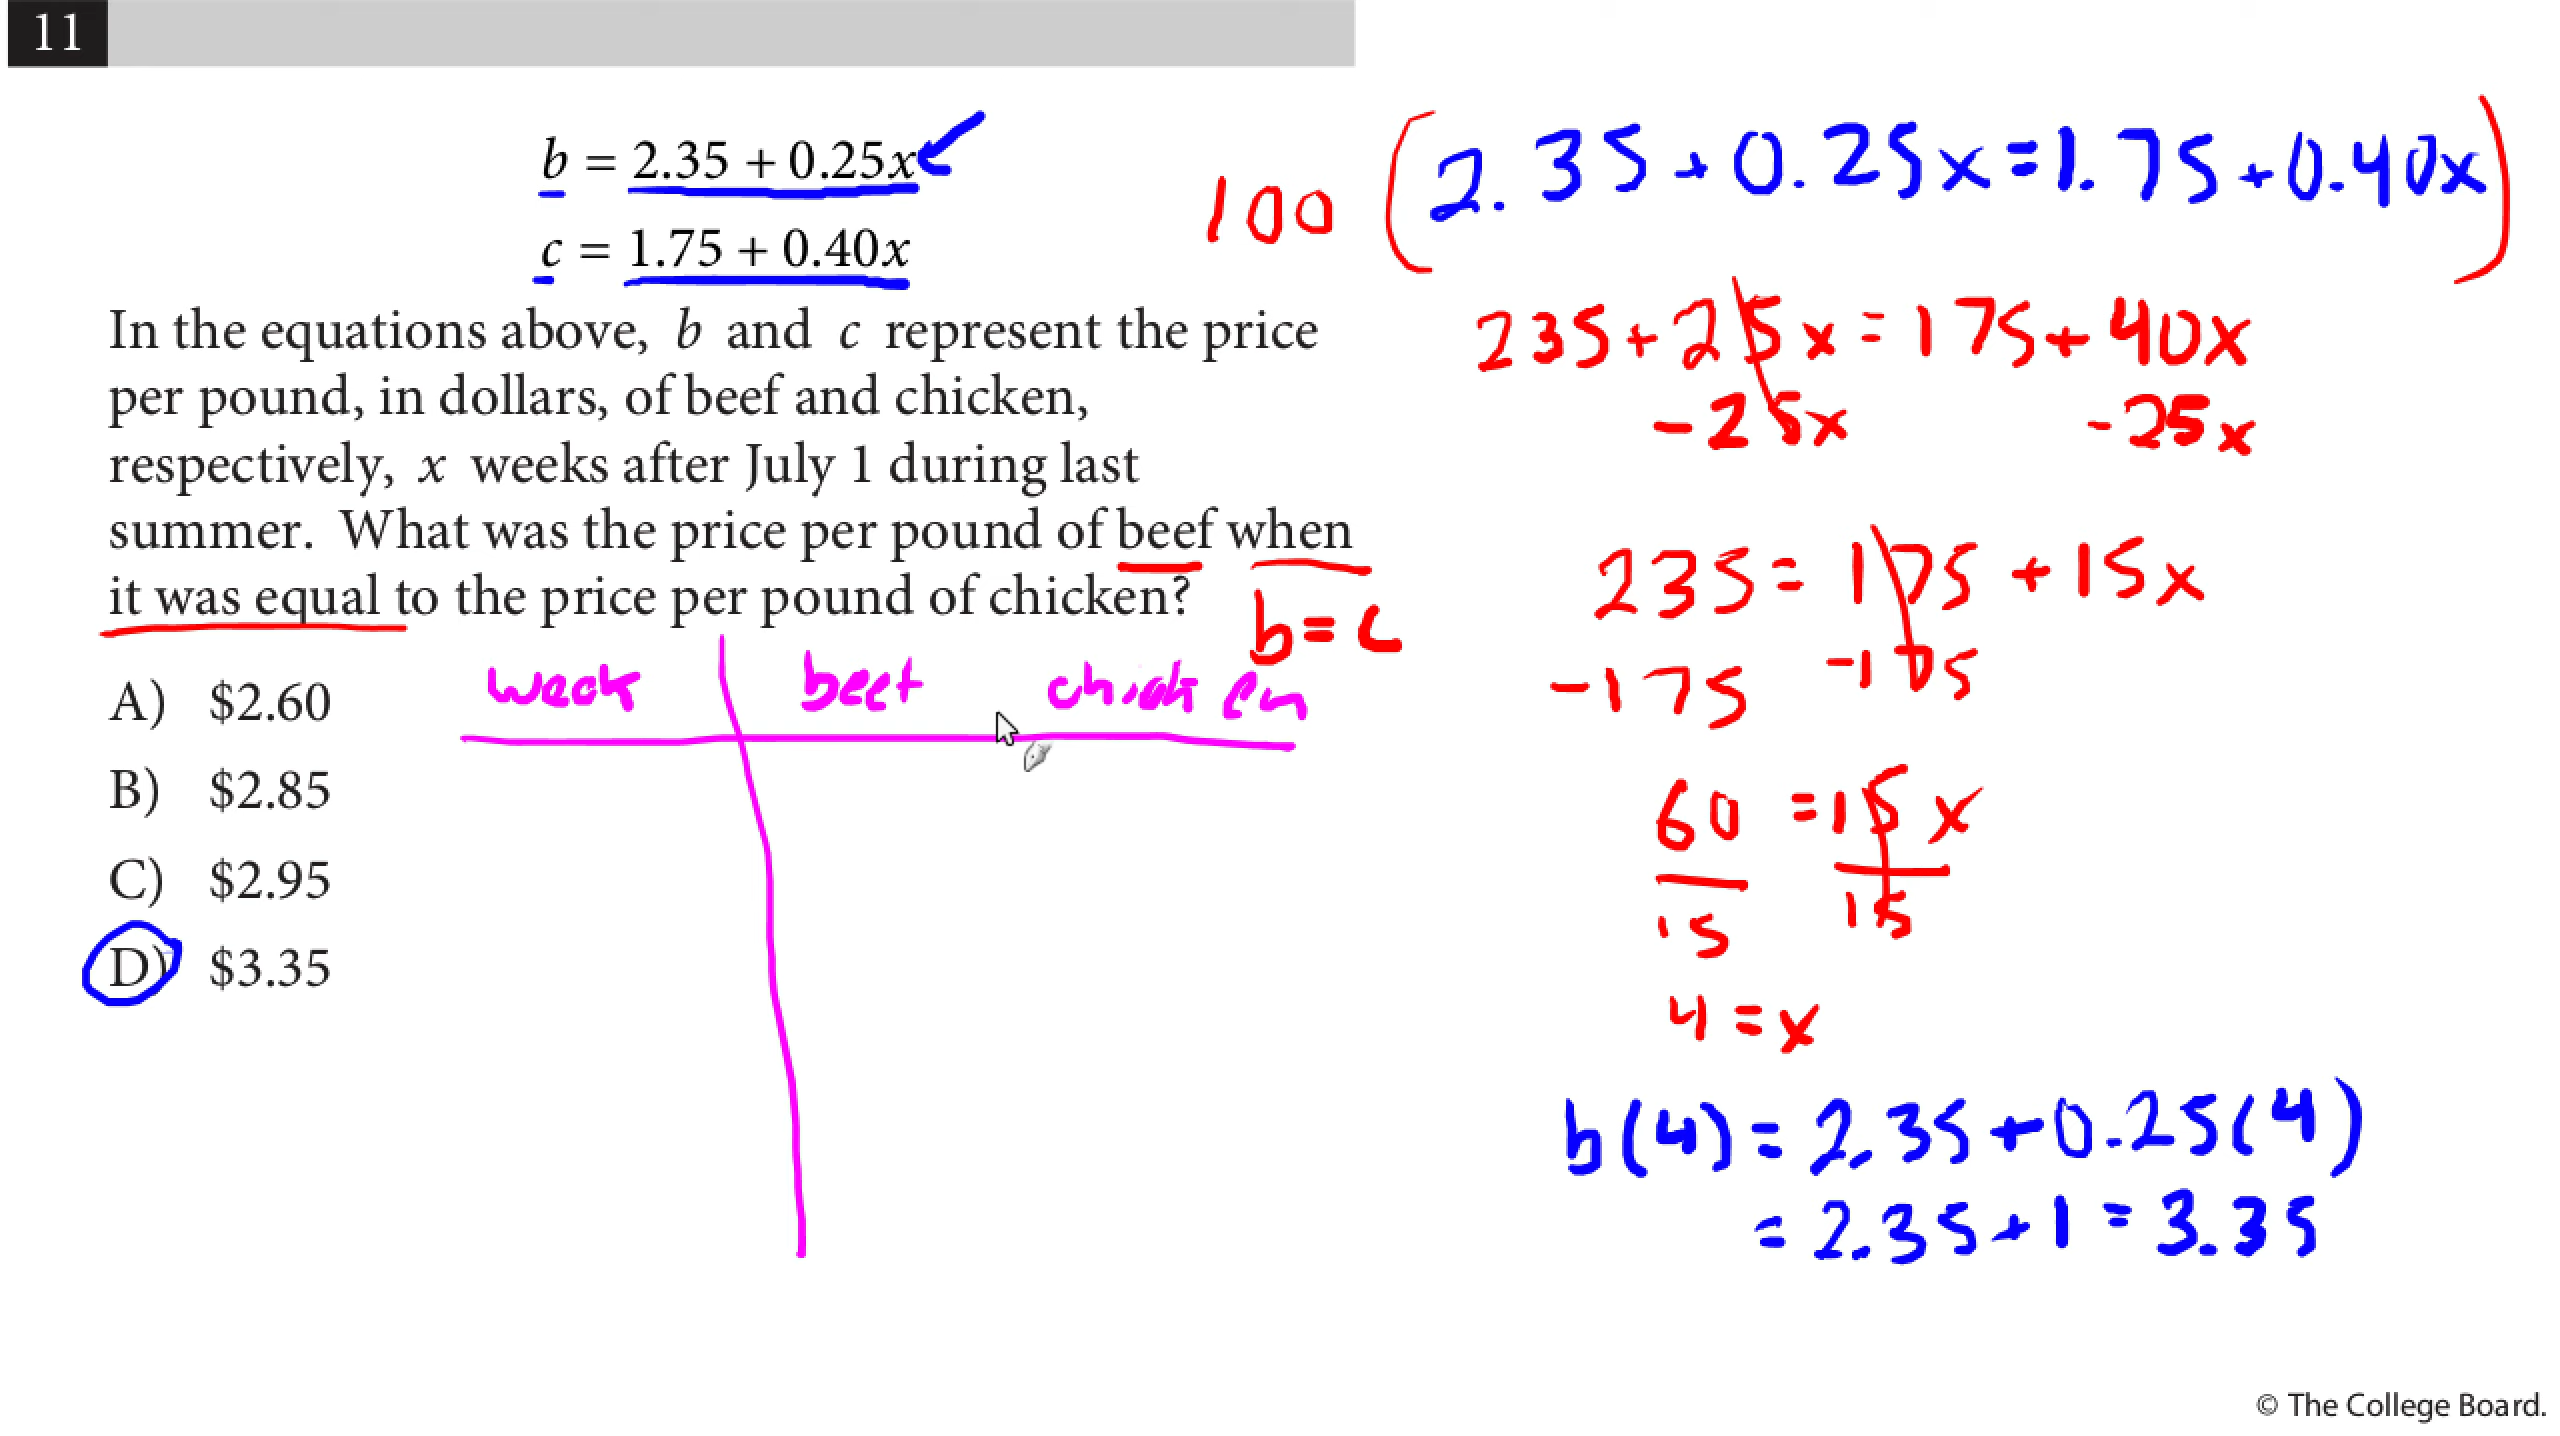 11
b = 2.35 + 0.25x
c = 1.75 + 0.40x
In the equations above, b and c represent the price
per pound, in dollars, of beef and chicken,
respectively, x weeks after July 1 during last
summer. What was the price per pound of beef when
it was equal to the price per pound of chicken?
b = c
A) $2.60
B) $2.85
C) $2.95
D) $3.35
week beef chicken
100 (2.35 + 0.25x = 1.75 + 0.40x)
235 + 25x = 175 + 40x
-25x -25x
235 = 175 + 15x
-175 -175
60 = 15x
15 15
4 = x
b(4) = 2.35 + 0.25(4)
= 2.35 + 1 = 3.35
© The College Board.